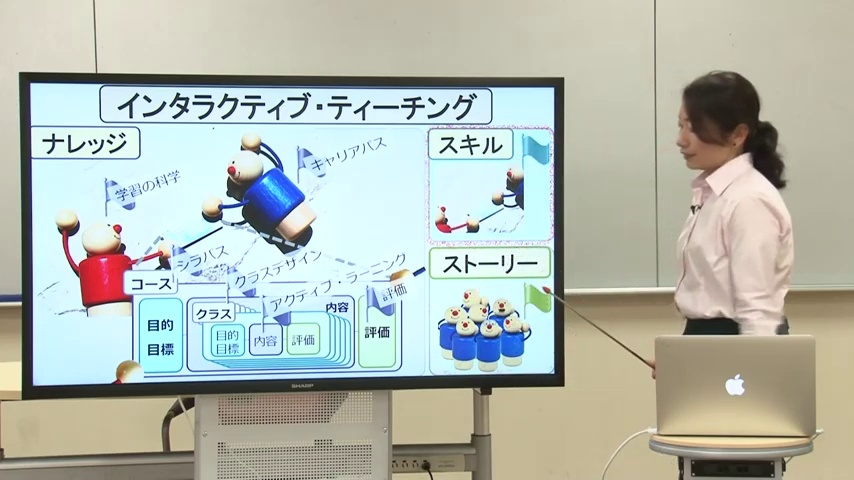 インタラクティブ・ティーチング
ナレッジ
学習の科学
キャリアパス
シラバス
クラスデザイン
アクティブ・ラーニング
評価
コース
目的
目標
クラス
内容
目的
目標
内容
評価
評価
スキル
ストーリー
SHARP